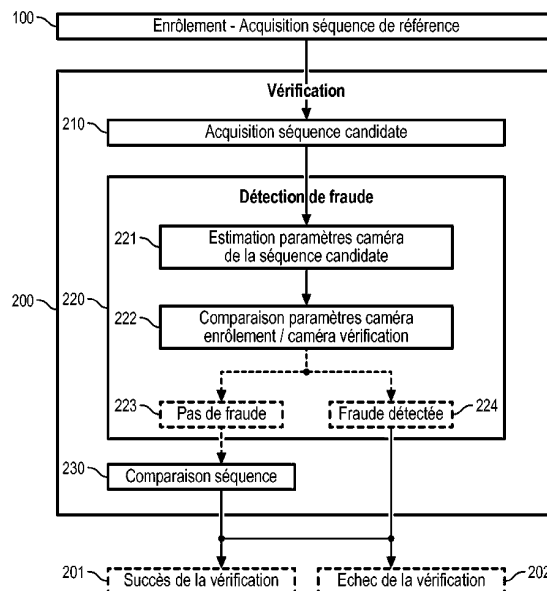 100
Enrôlement - Acquisition séquence de référence
Vérification
210
Acquisition séquence candidate
Détection de fraude
221
Estimation paramètres caméra
de la séquence candidate
200
220
222
Comparaison paramètres caméra
enrôlement / caméra vérification
223
Pas de fraude
Fraude détectée
224
230
Comparaison séquence
201
Succès de la vérification
Echec de la vérification
202